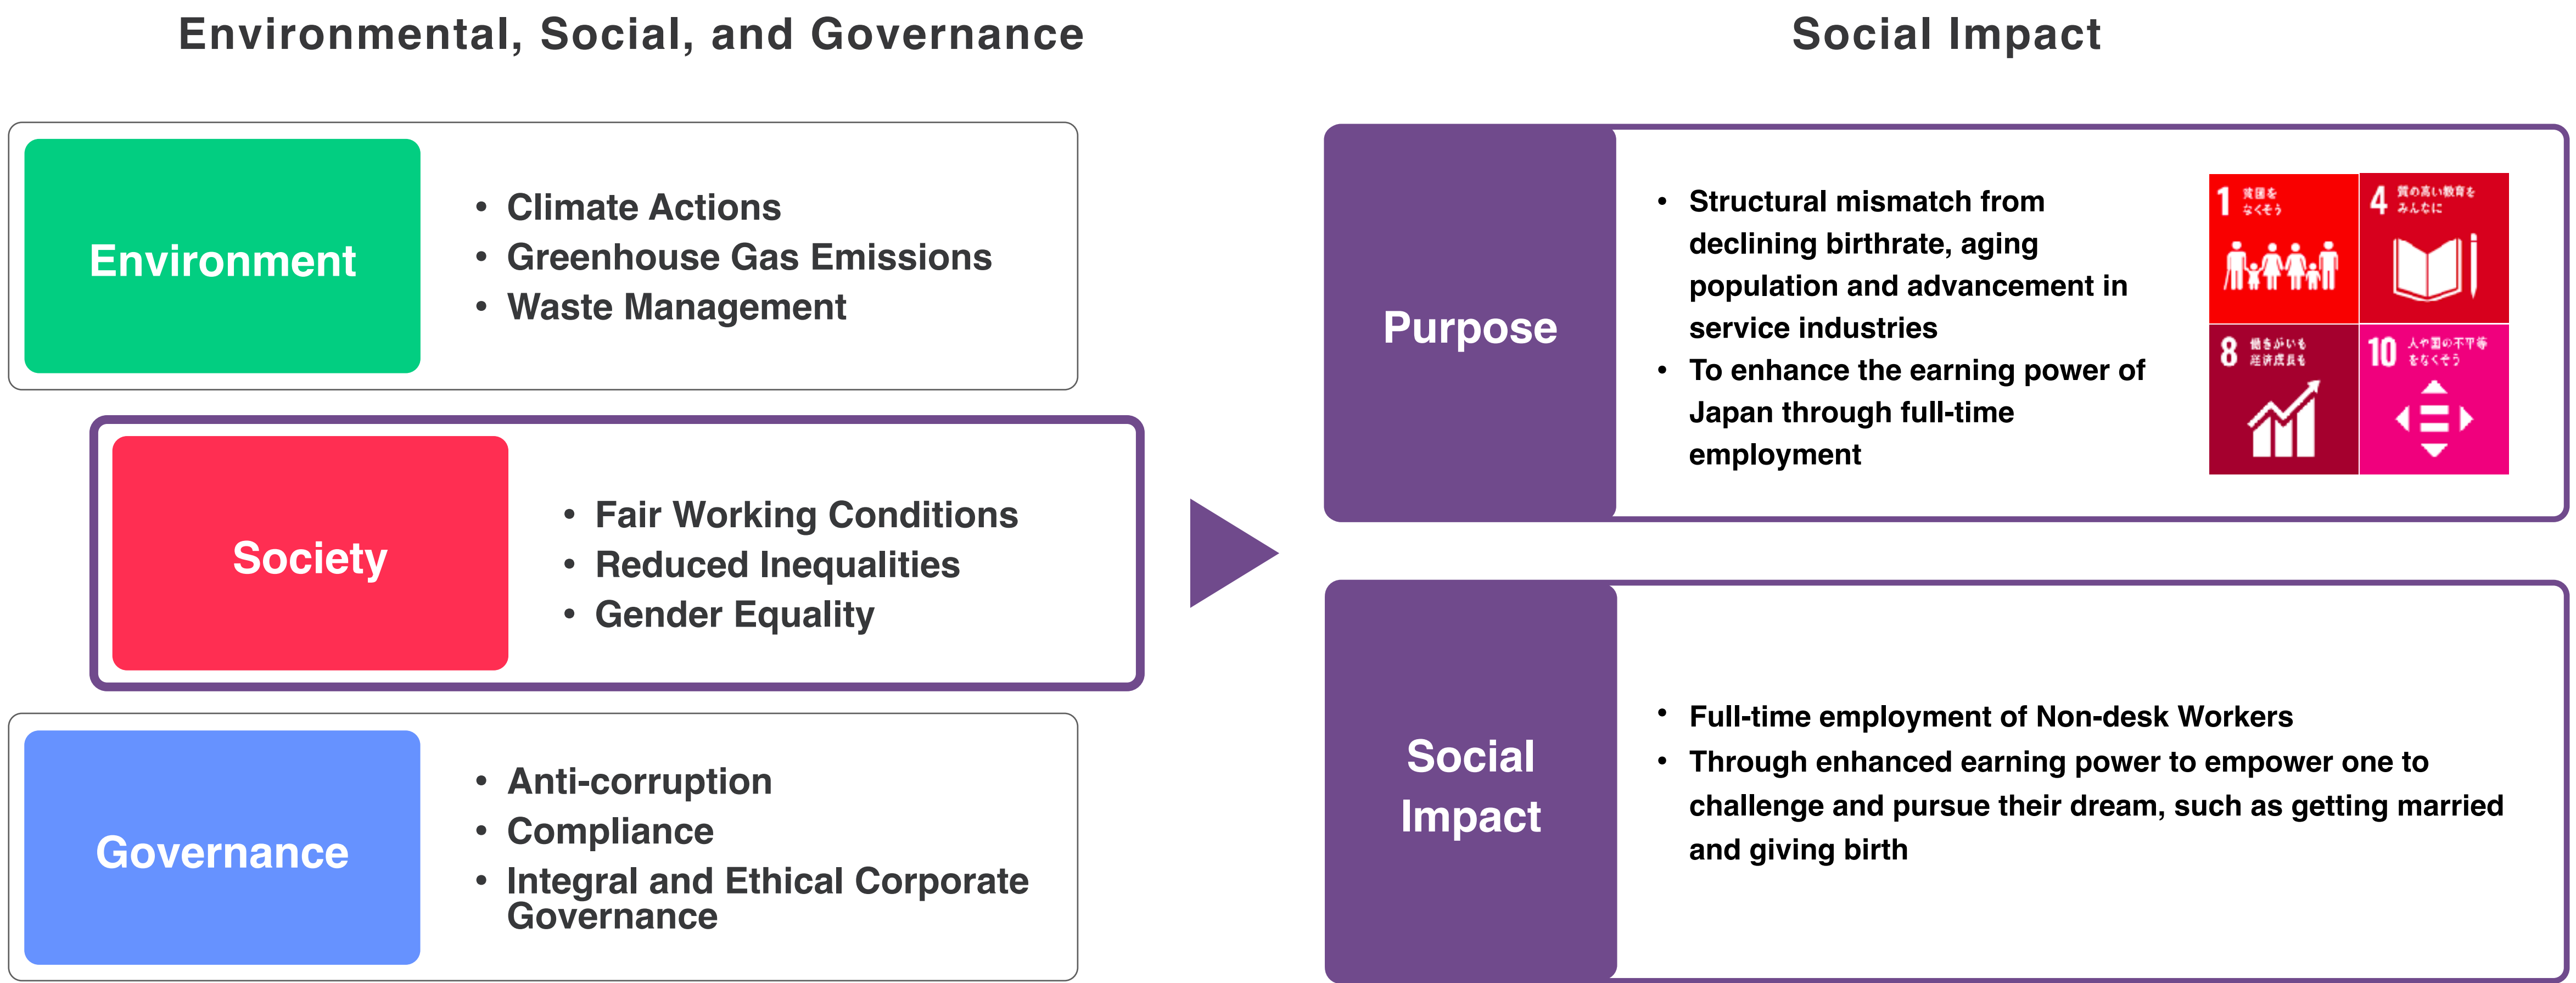 Environmental, Social, and Governance
Social Impact
Environment
• Climate Actions
• Greenhouse Gas Emissions
• Waste Management
Society
• Fair Working Conditions
• Reduced Inequalities
• Gender Equality
Governance
• Anti-corruption
• Compliance
• Integral and Ethical Corporate
Governance
Purpose
• Structural mismatch from
declining birthrate, aging
population and advancement in
service industries
• To enhance the earning power of
Japan through full-time
employment
1 貧困を
なくそう
4 質の高い教育を
みんなに
8 働きがいも
経済成長も
10 人や国の不平等
をなくそう
Social
Impact
• Full-time employment of Non-desk Workers
• Through enhanced earning power to empower one to
challenge and pursue their dream, such as getting married
and giving birth